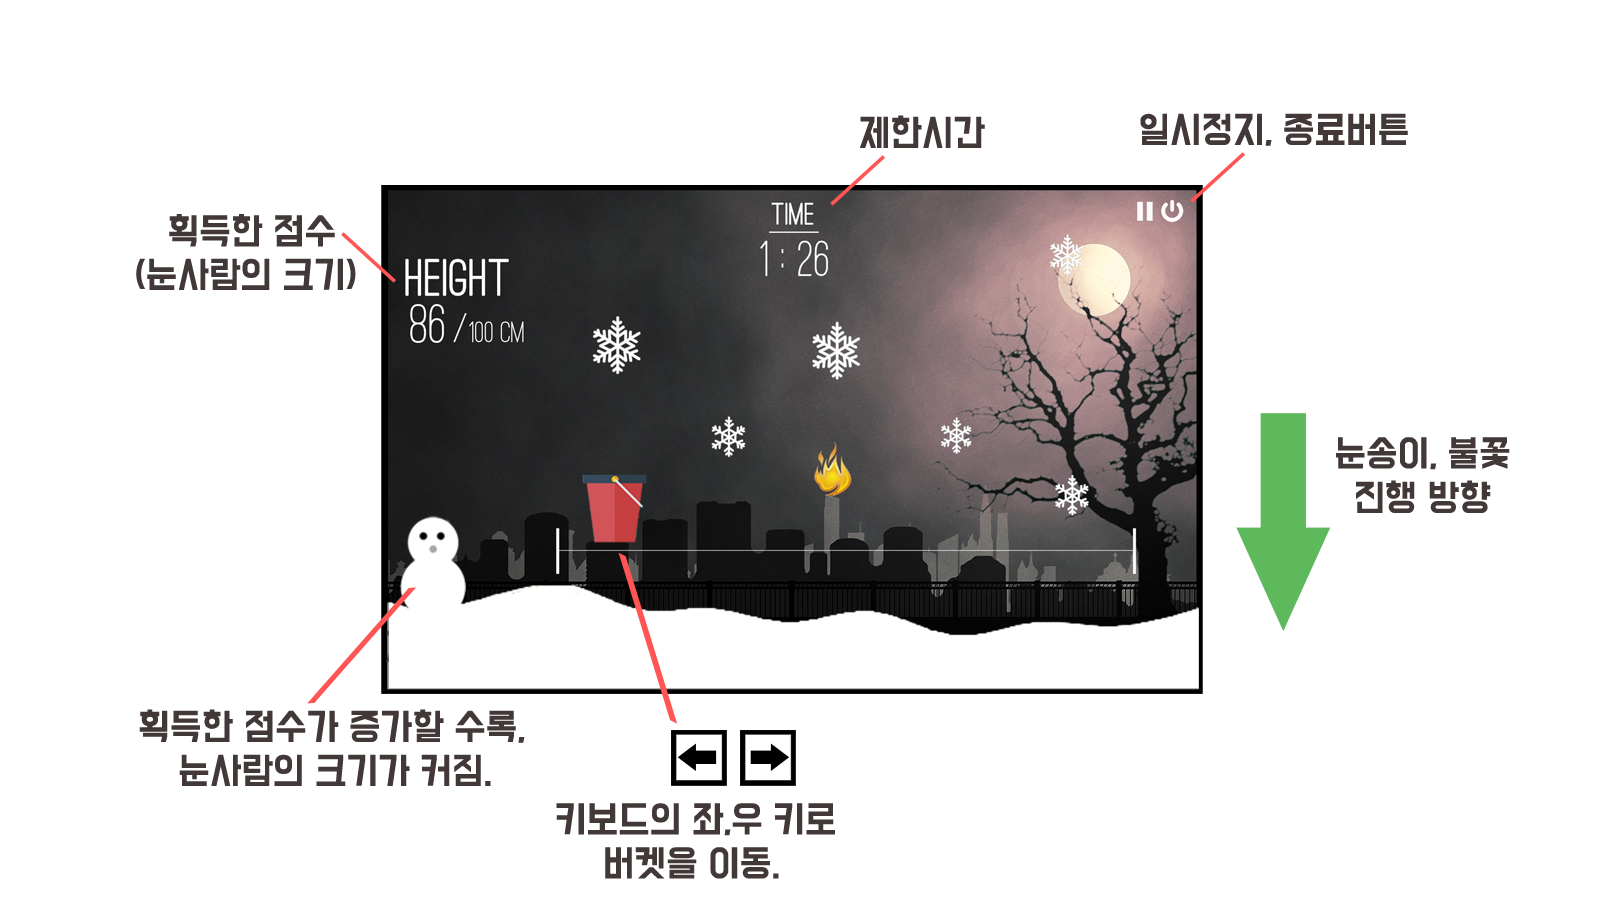 제한시간
일시정지, 종료버튼
획득한 점수
(눈사람의 크기)
TIME
1 : 26
HEIGHT
86 /100 CM
눈송이, 불꽃
진행 방향
획득한 점수가 증가할 수록,
눈사람의 크기가 커짐.
키보드의 좌,우 키로
버켓을 이동.